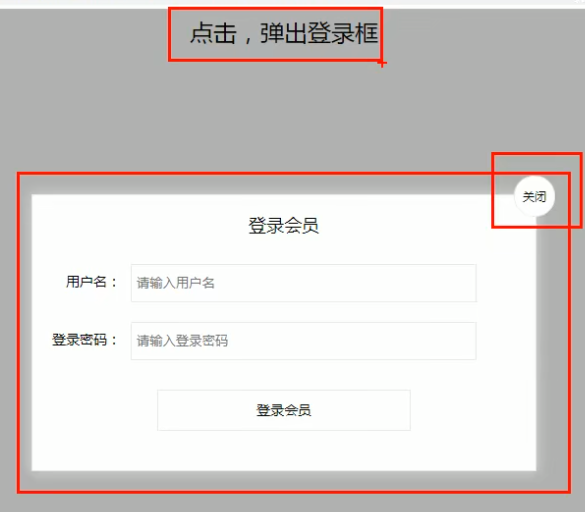 点击，弹出登录框
关闭
登录会员
用户名： 请输入用户名
登录密码： 请输入登录密码
登录会员